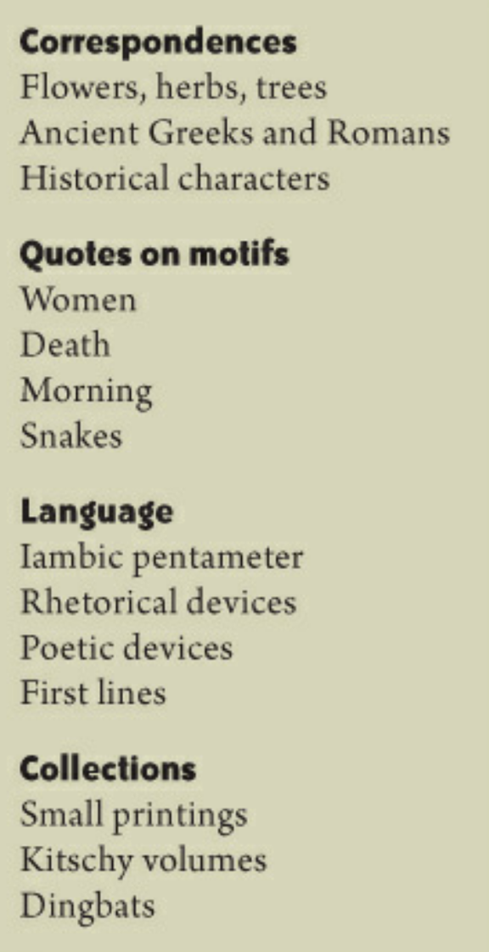 Correspondences
Flowers, herbs, trees
Ancient Greeks and Romans
Historical characters
Quotes on motifs
Women
Death
Morning
Snakes
Language
Iambic pentameter
Rhetorical devices
Poetic devices
First lines
Collections
Small printings
Kitschy volumes
Dingbats